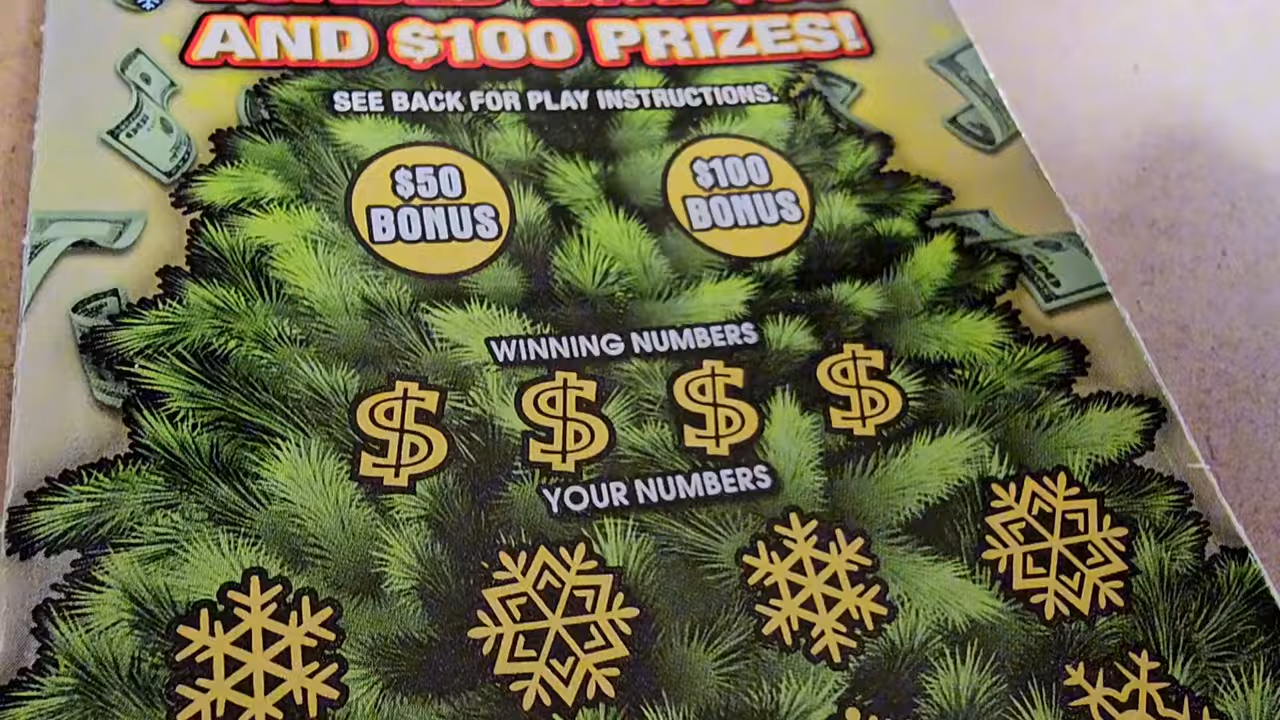 AND $100 PRIZES!
SEE BACK FOR PLAY INSTRUCTIONS.
$50
BONUS
$100
BONUS
WINNING NUMBERS
$ $ $ $
YOUR NUMBERS